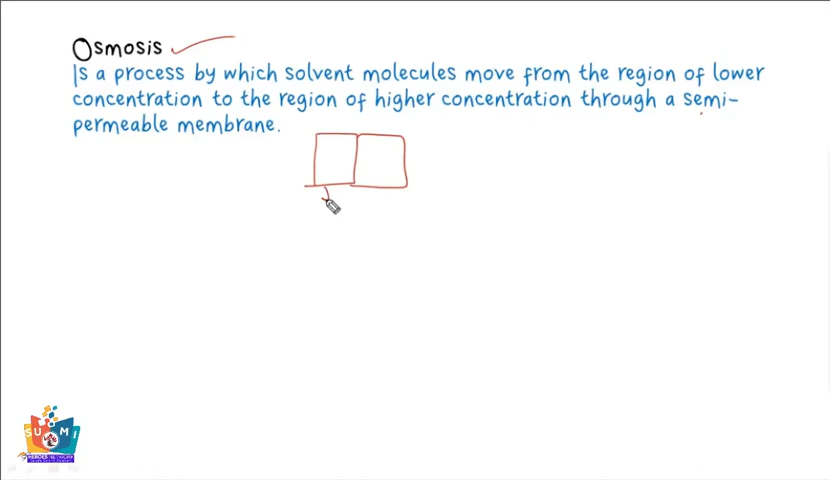 Osmosis
Is a process by which solvent molecules move from the region of lower
concentration to the region of higher concentration through a semi-
permeable membrane.
SUMI